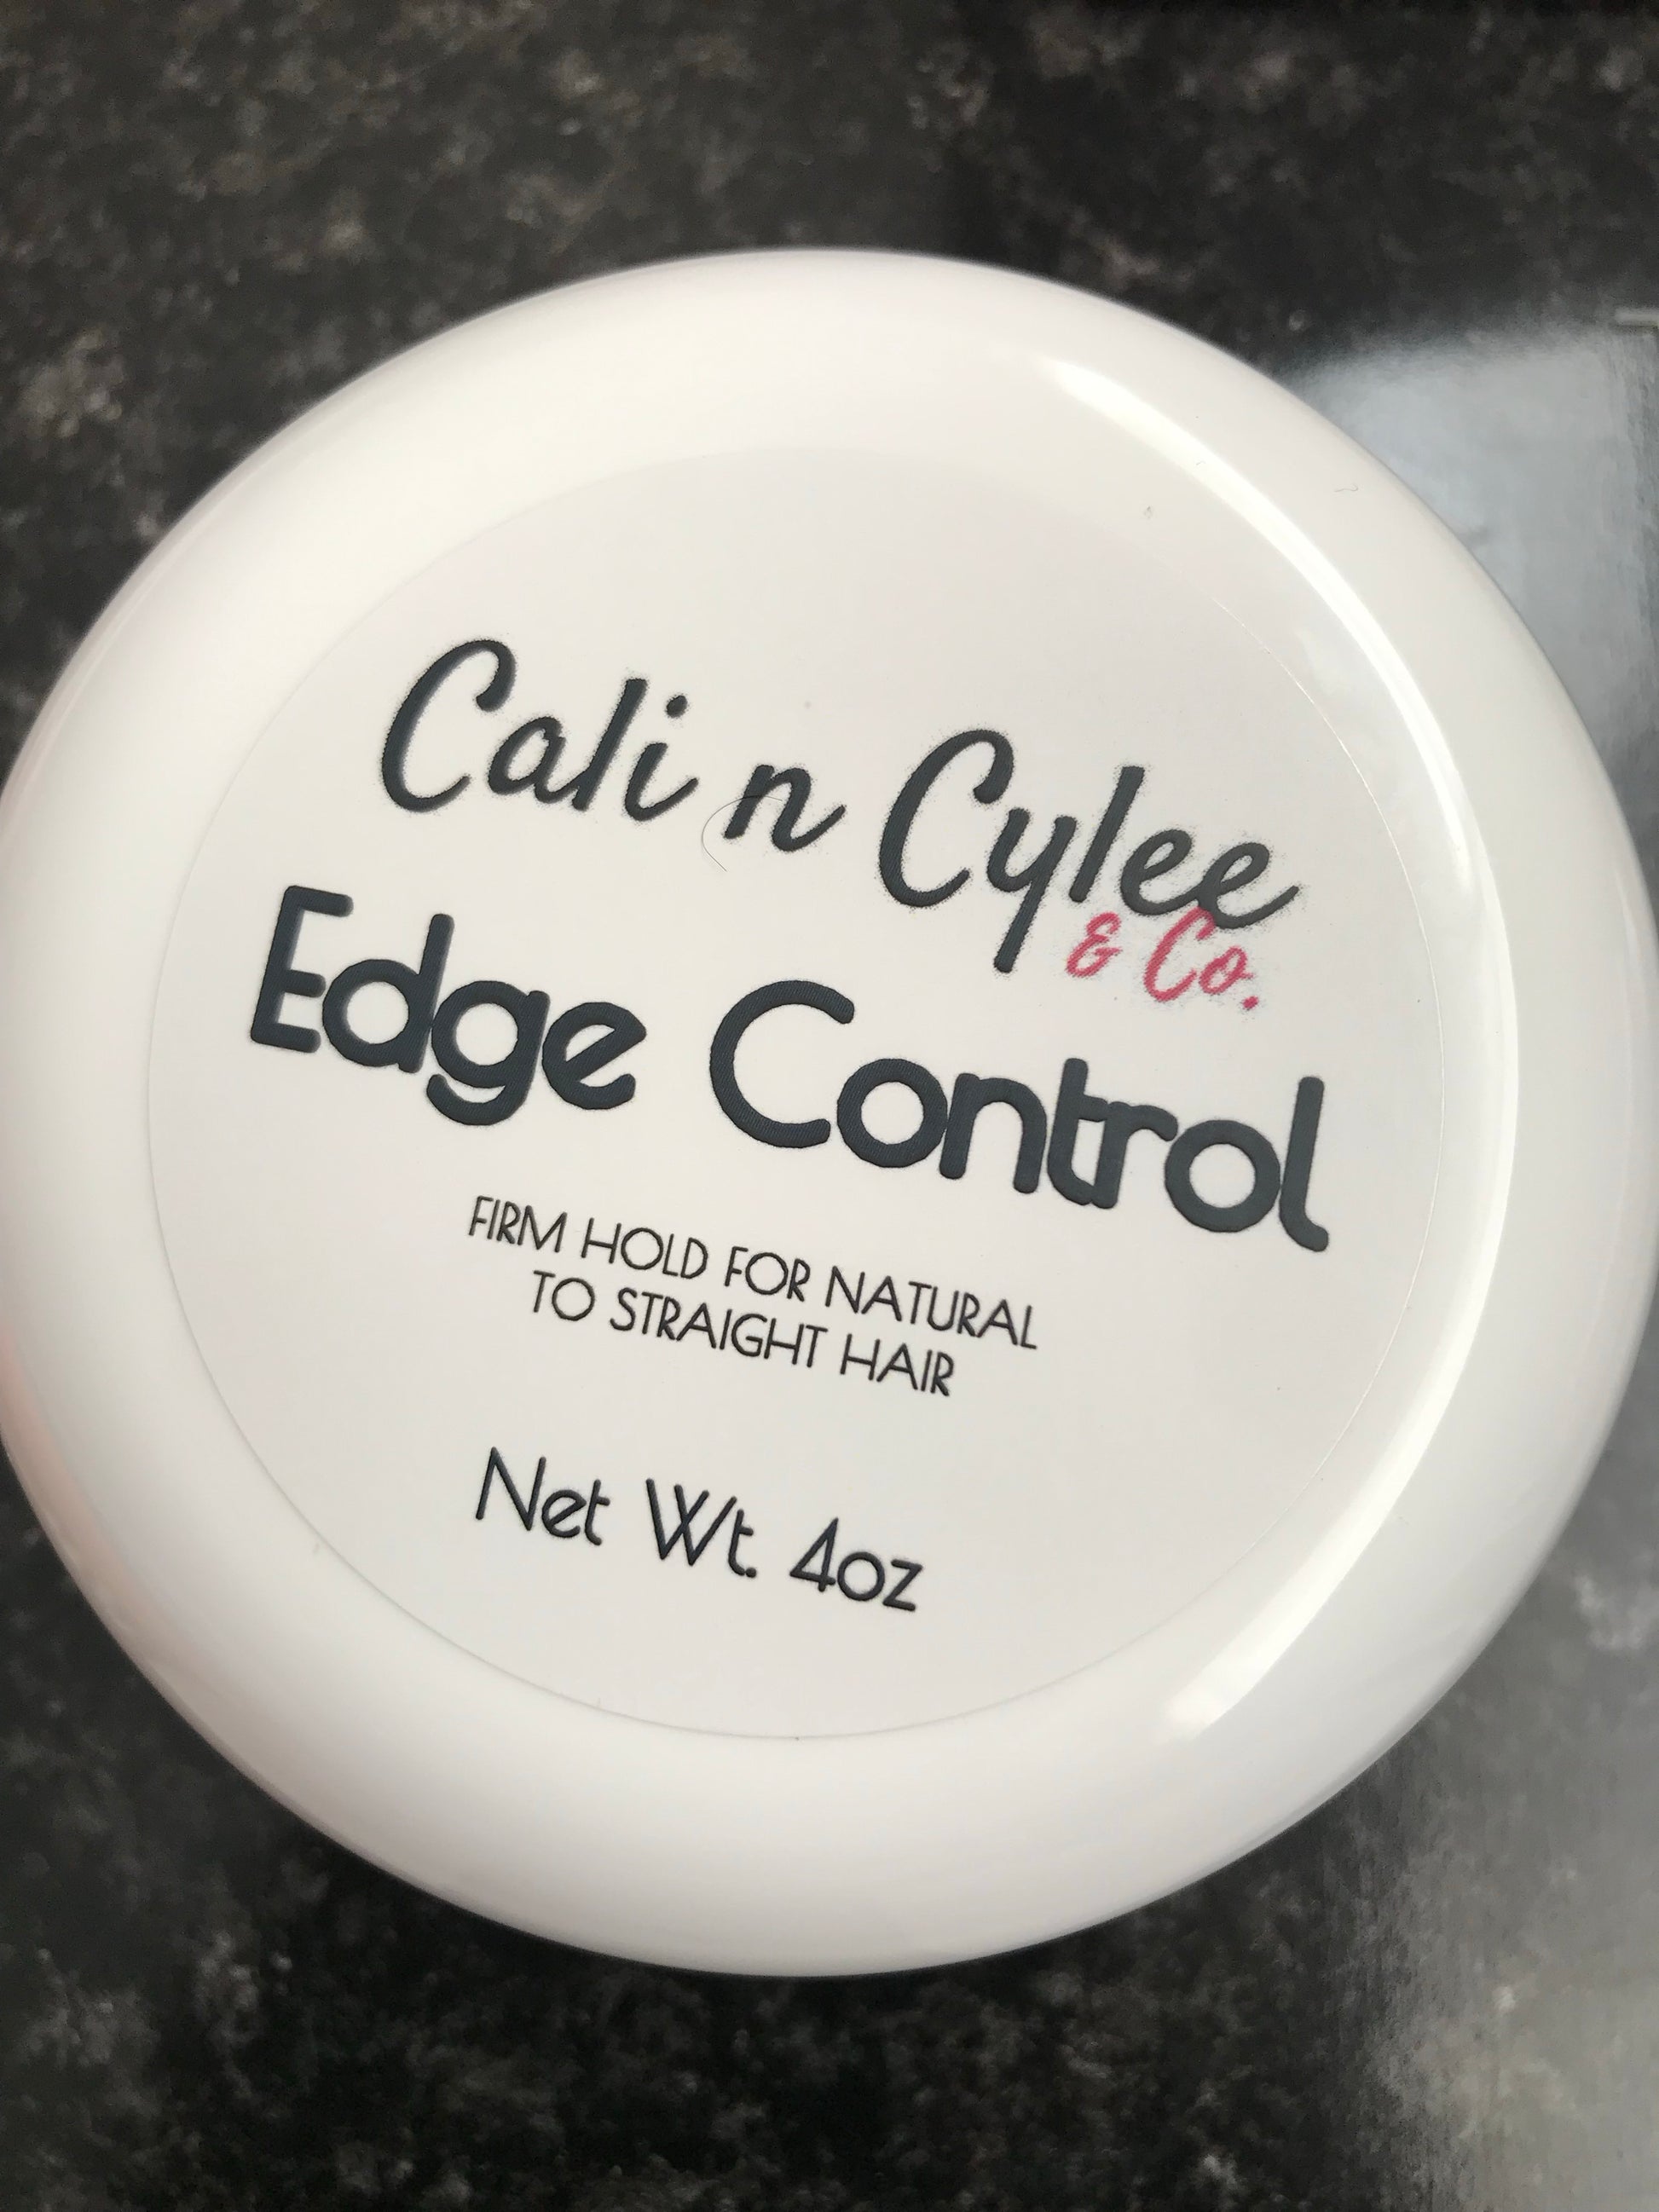 Cali n Cylee
& Co.
Edge Control
FIRM HOLD FOR NATURAL
TO STRAIGHT HAIR
Net Wt. 4oz